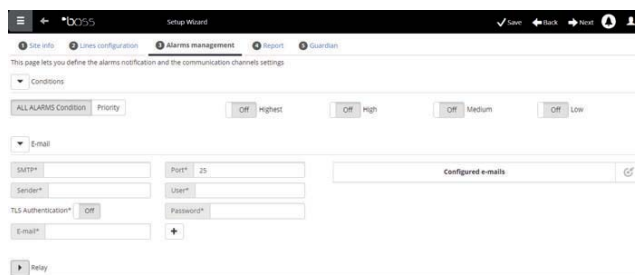 boss Setup Wizard Save Back Next
1 Site info 2 Lines configuration 3 Alarms management 4 Report 5 Guardian
This page lets you define the alarms notification and the communication channels settings
Conditions
ALL ALARMS Condition Priority Off Highest Off High Off Medium Off Low
E-mail
SMTP* Port* 25 Configured e-mails
Sender* User*
TLS Authentication* Off Password*
E-mail* +
Relay